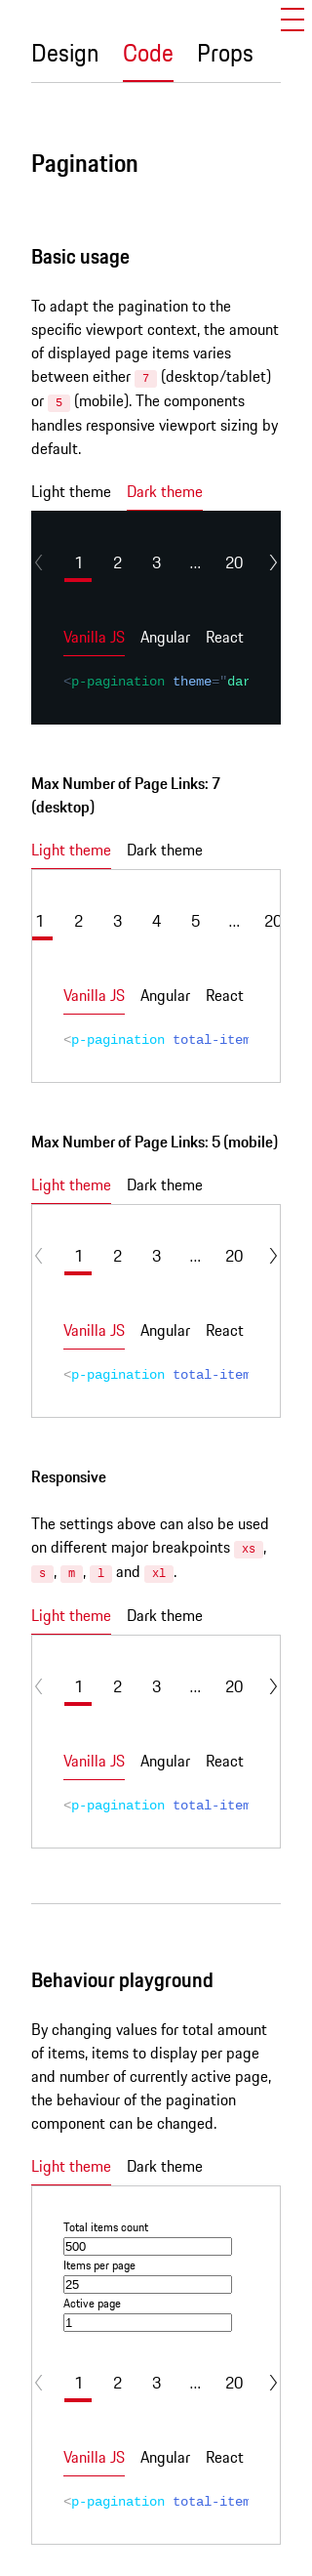 Design Code Props
Pagination
Basic usage
To adapt the pagination to the
specific viewport context, the amount
of displayed page items varies
between either 7 (desktop/tablet)
or 5 (mobile). The components
handles responsive viewport sizing by
default.
Light theme Dark theme
1 2 3 ... 20
Vanilla JS Angular React
<p-pagination theme="dar
Max Number of Page Links: 7
(desktop)
Light theme Dark theme
1 2 3 4 5 ... 20
Vanilla JS Angular React
<p-pagination total-item
Max Number of Page Links: 5 (mobile)
Light theme Dark theme
1 2 3 ... 20
Vanilla JS Angular React
<p-pagination total-item
Responsive
The settings above can also be used
on different major breakpoints xs,
s, m, l and xl.
Light theme Dark theme
1 2 3 ... 20
Vanilla JS Angular React
<p-pagination total-item
Behaviour playground
By changing values for total amount
of items, items to display per page
and number of currently active page,
the behaviour of the pagination
component can be changed.
Light theme Dark theme
Total items count
500
Items per page
25
Active page
1
1 2 3 ... 20
Vanilla JS Angular React
<p-pagination total-item